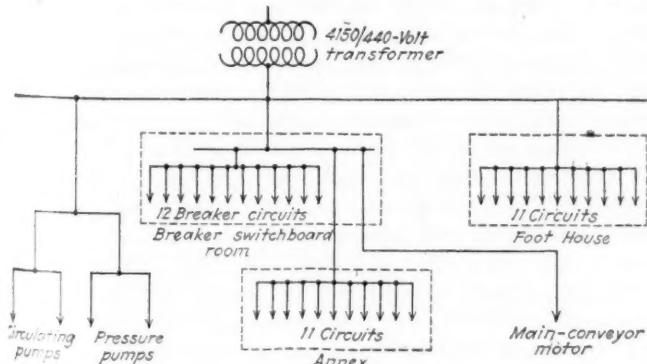 4150/440-Volt
transformer
12 Breaker circuits
Breaker switchboard
room
11 Circuits
Foot House
Circulating
pumps
Pressure
pumps
11 Circuits
Annex
Main-conveyor
motor